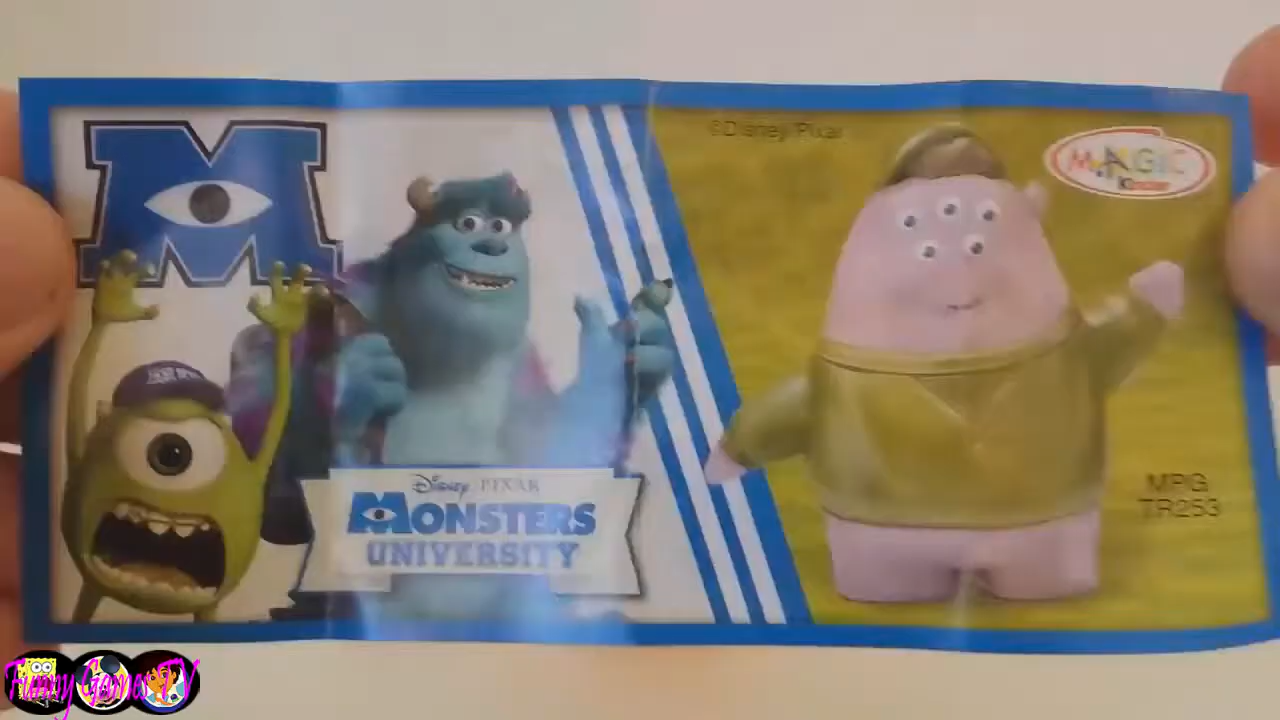 ©Disney/Pixar
MAGIC
Kinder
Disney PIXAR
MONSTERS
UNIVERSITY
MPG
TR253
Funny Games TV